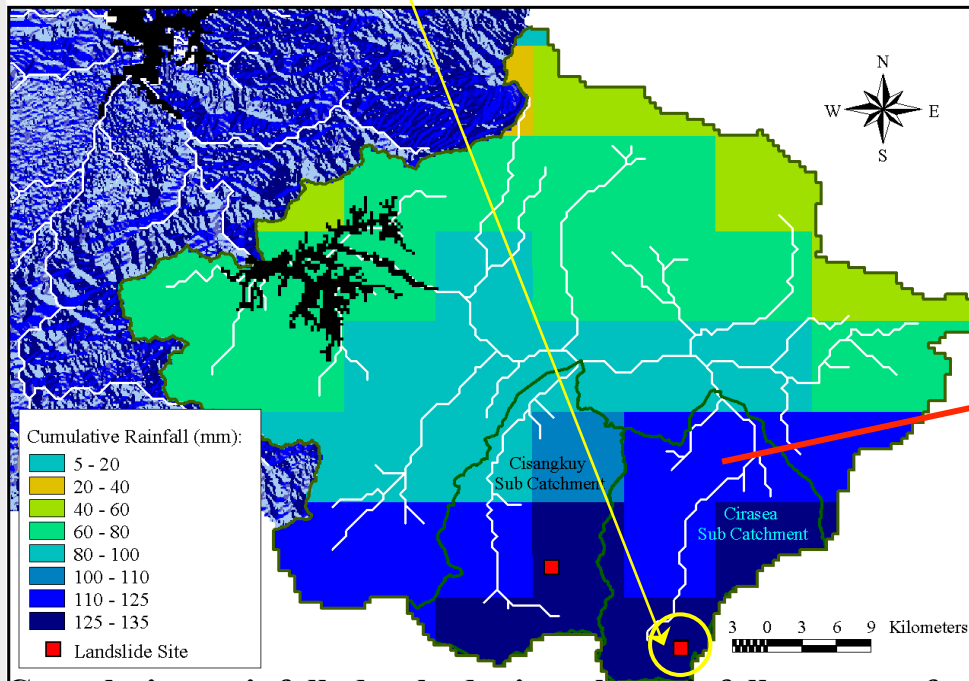 N
W E
S
Cumulative Rainfall (mm):
5 - 20
20 - 40
40 - 60
60 - 80
80 - 100
100 - 110
110 - 125
125 - 135
Landslide Site
Cisangkuy
Sub Catchment
Cirasea
Sub Catchment
3 0 3 6 9 Kilometers